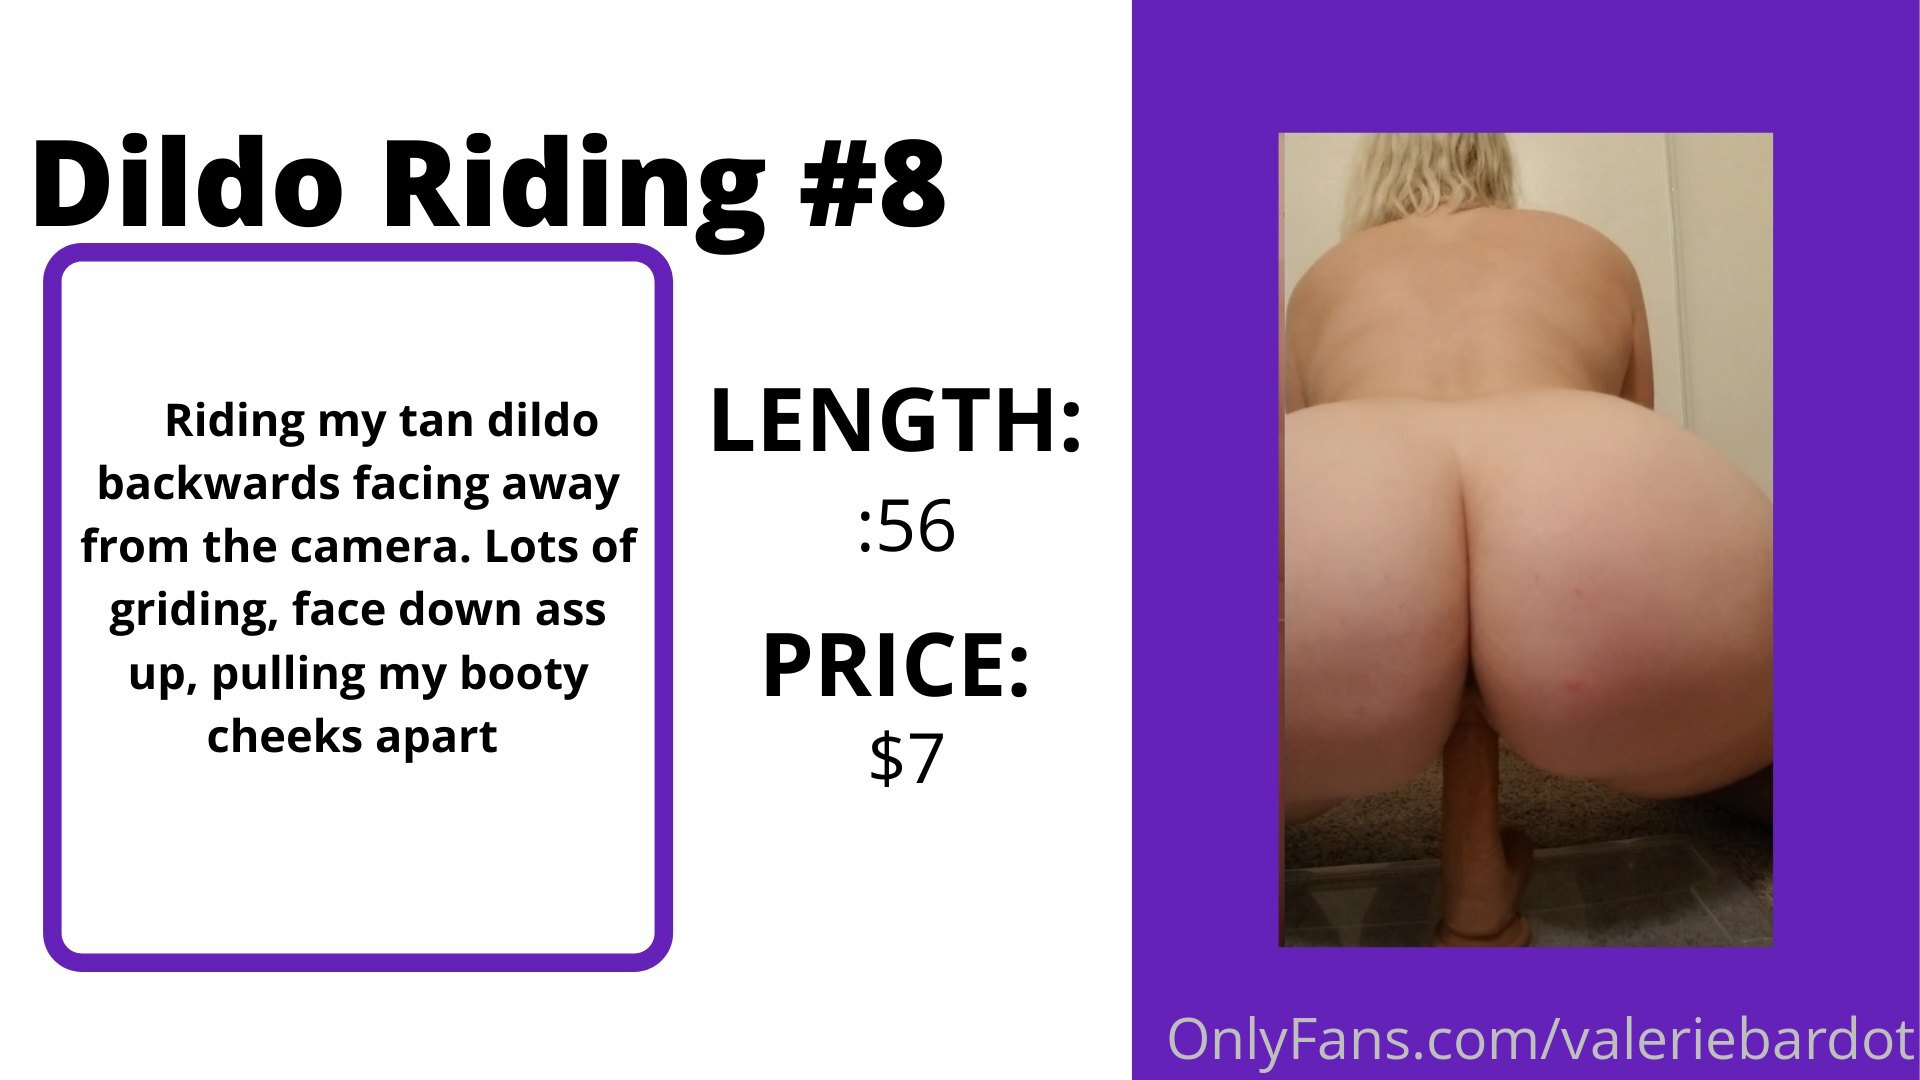 Dildo Riding #8
Riding my tan dildo
backwards facing away
from the camera. Lots of
griding, face down ass
up, pulling my booty
cheeks apart
LENGTH:
:56
PRICE:
$7
OnlyFans.com/valeriebardot